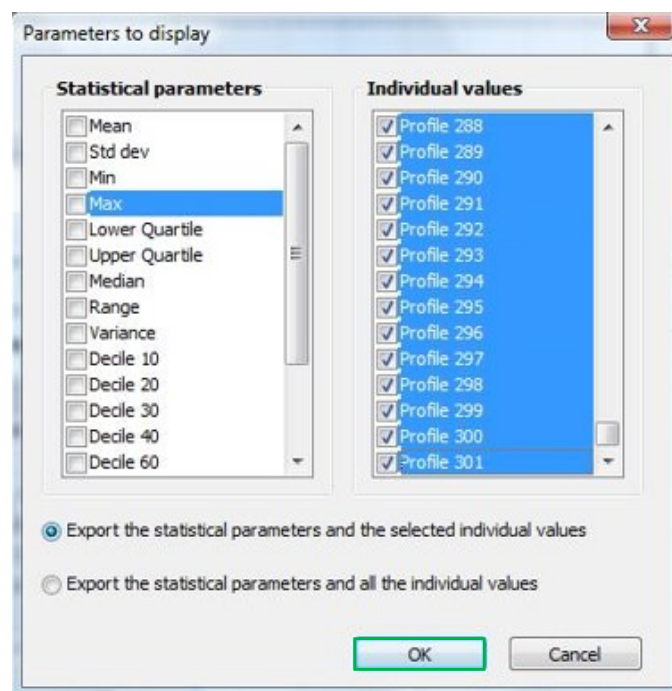 Parameters to display
Statistical parameters
Mean
Std dev
Min
Max
Lower Quartile
Upper Quartile
Median
Range
Variance
Decile 10
Decile 20
Decile 30
Decile 40
Decile 60
Individual values
Profile 288
Profile 289
Profile 290
Profile 291
Profile 292
Profile 293
Profile 294
Profile 295
Profile 296
Profile 297
Profile 298
Profile 299
Profile 300
Profile 301
Export the statistical parameters and the selected individual values
Export the statistical parameters and all the individual values
OK
Cancel